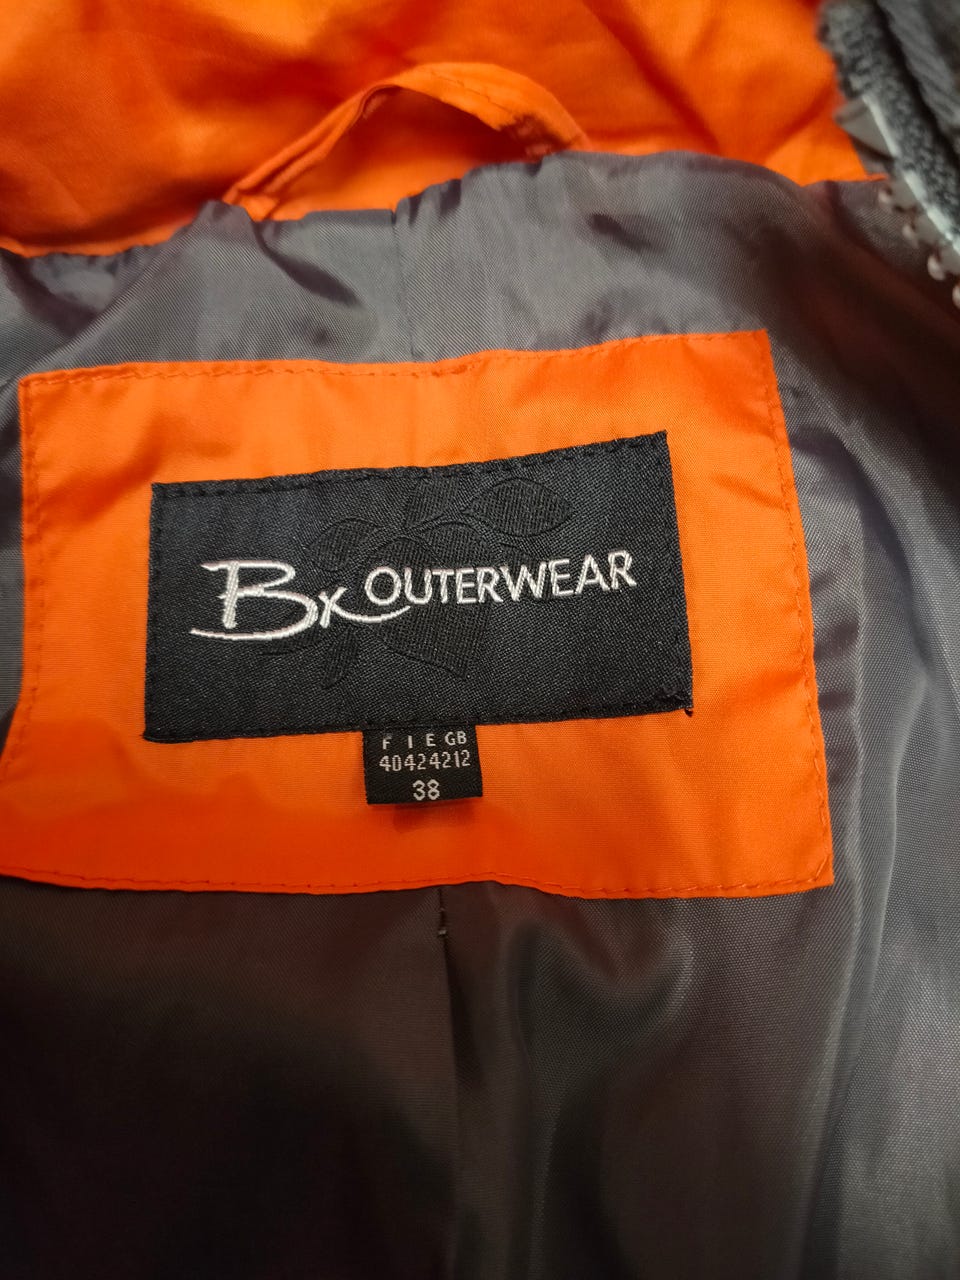 Bx OUTERWEAR
F I E GB
40424212
38